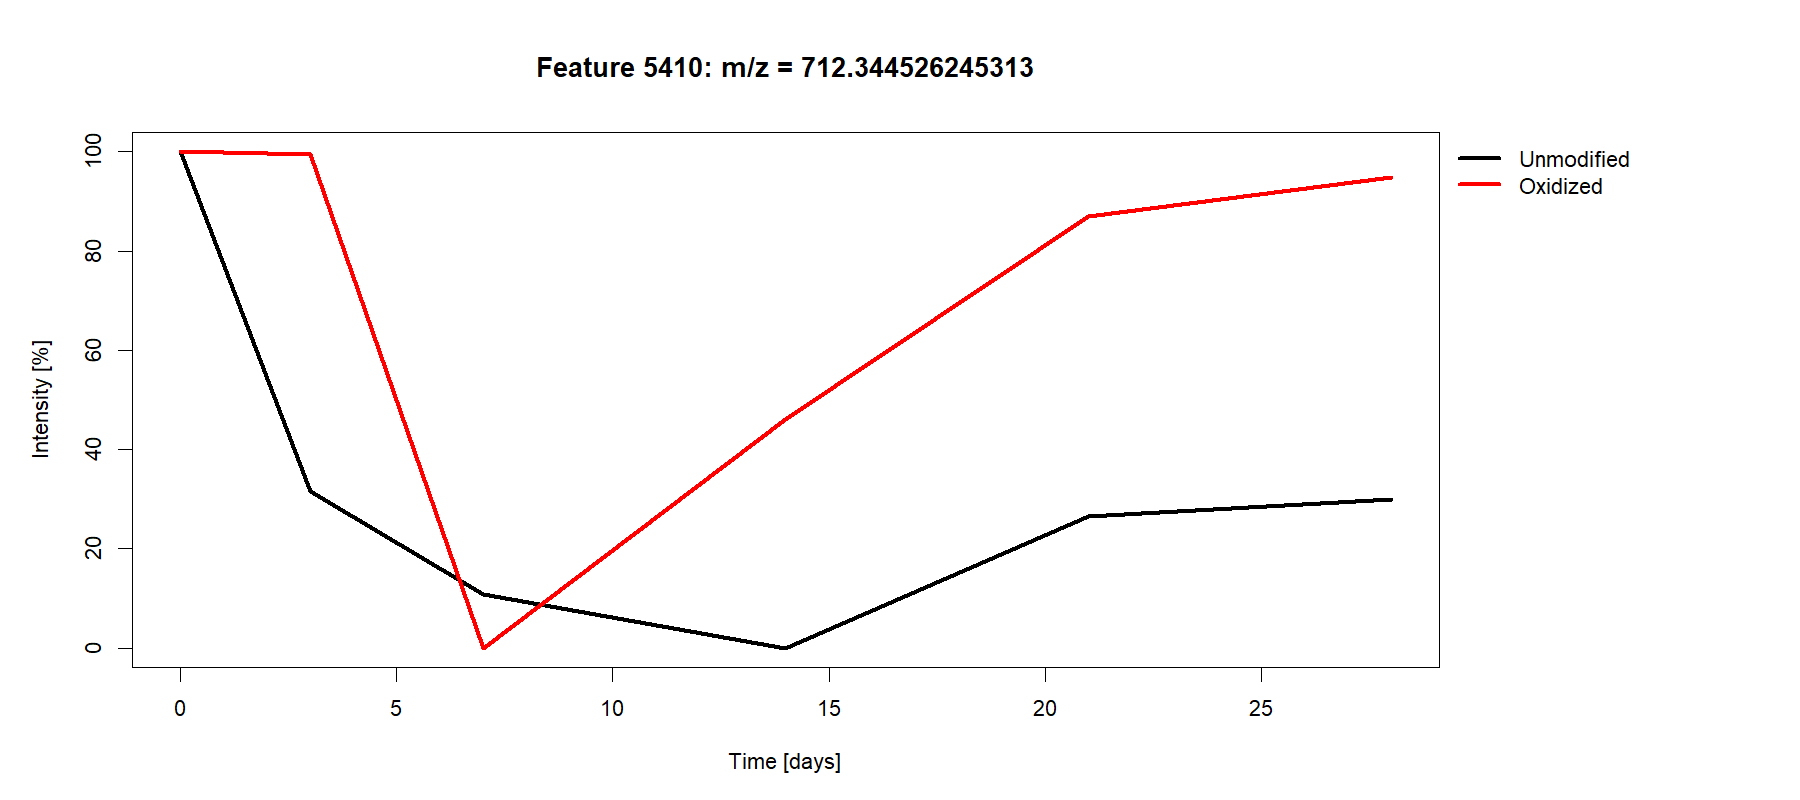 Feature 5410: m/z = 712.344526245313
Unmodified
Oxidized
Intensity [%]
100
80
60
40
20
0
0 5 10 15 20 25
Time [days]